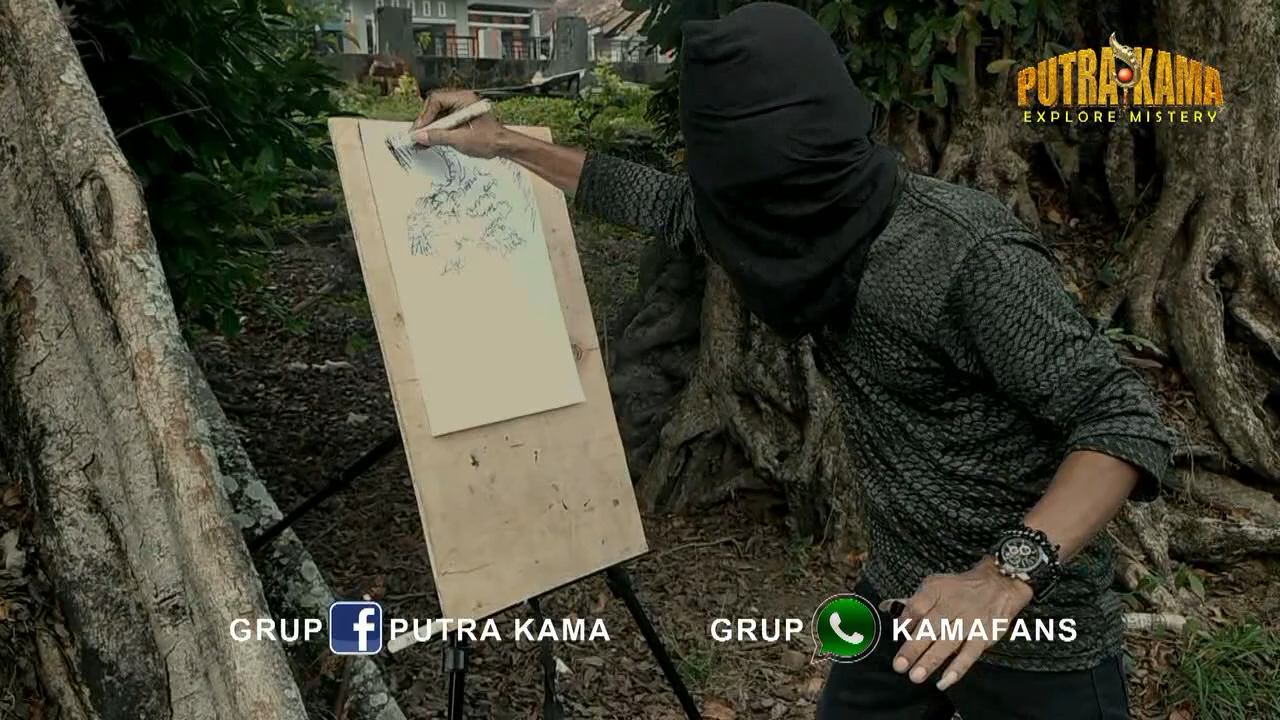 PUTRA KAMA
EXPLORE MISTERY
GRUP f PUTRA KAMA
GRUP KAMAFANS